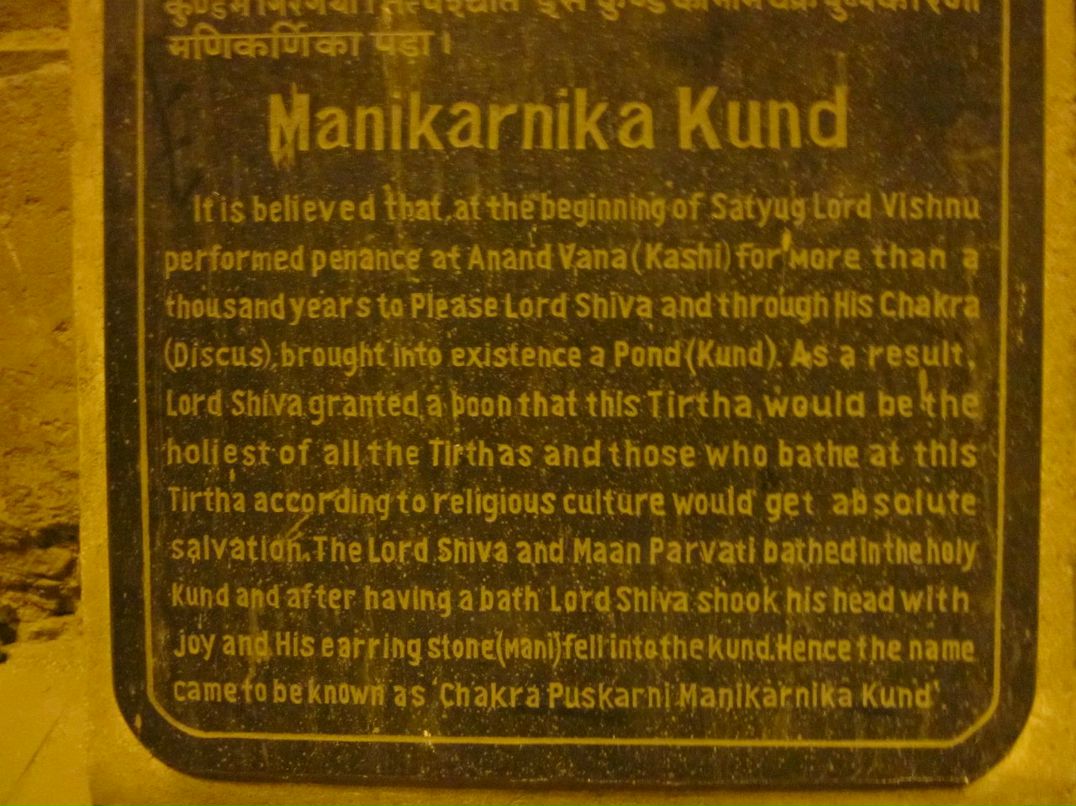 मणिकर्णिका पडा।
Manikarnika Kund
It is believed that, at the beginning of Satyug Lord Vishnu
performed penance at Anand Vana (Kashi) for More than a
thousand years to Please Lord Shiva and through His Chakra
(Discus), brought into existence a Pond (Kund). As a result,
Lord Shiva granted a boon that this Tirtha, would be the
holiest of all the Tirthas and those who bathe at this
Tirtha according to religious culture would get absolute
salvation. The Lord Shiva and Maan Parvati bathed in the holy
Kund and after having a bath Lord Shiva shook his head with
joy and His earring stone (Mani) fell into the kund. Hence the name
came to be known as 'Chakra Puskarni Manikarnika Kund'.